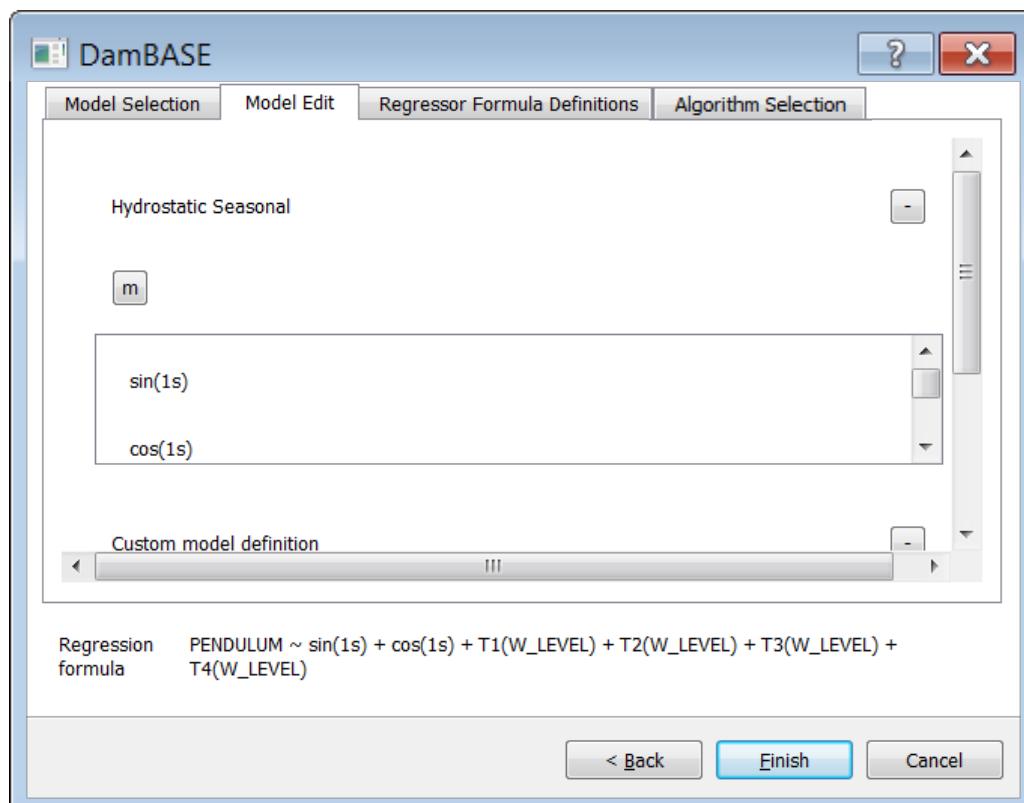 DamBASE
Model Selection Model Edit Regressor Formula Definitions Algorithm Selection
Hydrostatic Seasonal -
m
sin(1s)
cos(1s)
Custom model definition -
Regression PENDULUM ~ sin(1s) + cos(1s) + T1(W_LEVEL) + T2(W_LEVEL) + T3(W_LEVEL) +
formula T4(W_LEVEL)
< Back Finish Cancel